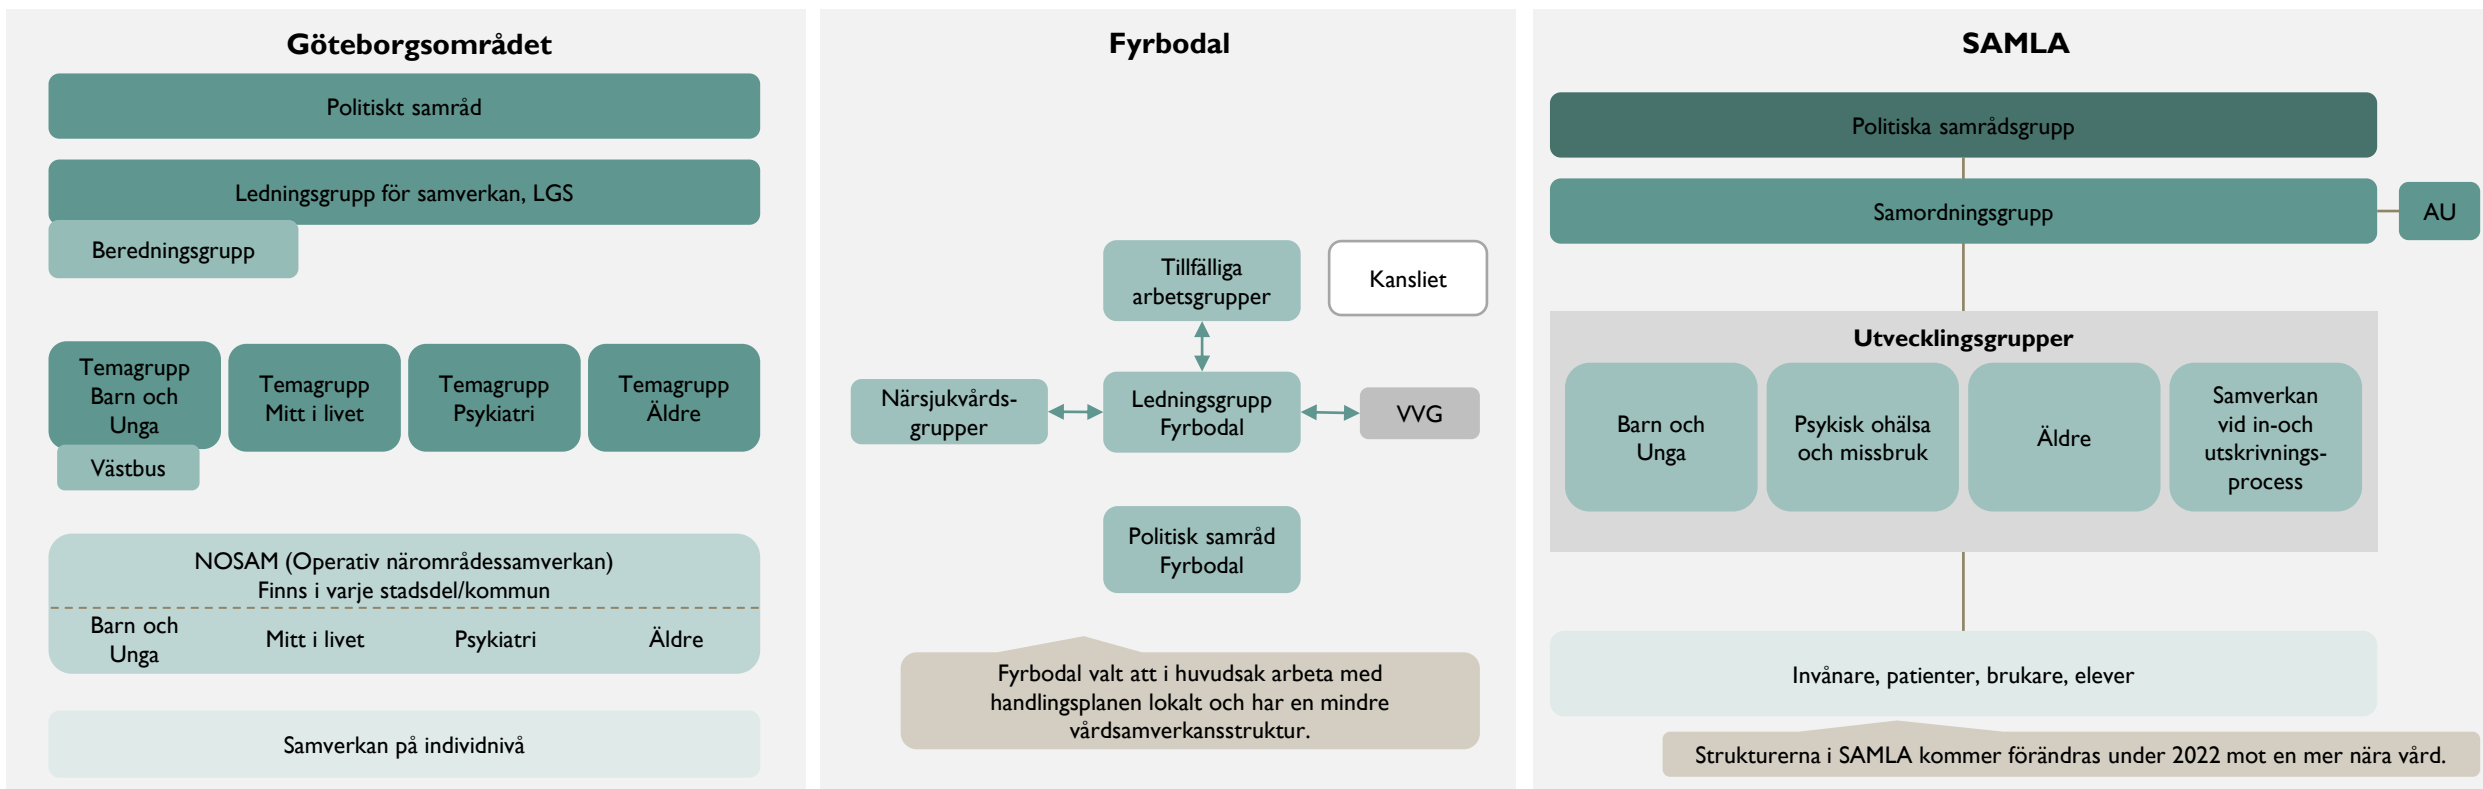 Göteborgsområdet
Politiskt samråd
Ledningsgrupp för samverkan, LGS
Beredningsgrupp
Temagrupp
Barn och
Unga
Västbus
Temagrupp
Mitt i livet
Temagrupp
Psykiatri
Temagrupp
Äldre
NOSAM (Operativ närområdessamverkan)
Finns i varje stadsdel/kommun
Barn och
Unga
Mitt i livet
Psykiatri
Äldre
Samverkan på individnivå
Fyrbodal
Tillfälliga
arbetsgrupper
Kansliet
Närsjukvårds-
grupper
Ledningsgrupp
Fyrbodal
VVG
Politisk samråd
Fyrbodal
Fyrbodal valt att i huvudsak arbeta med
handlingsplanen lokalt och har en mindre
vårdsamverkansstruktur.
SAMLA
Politiska samrådsgrupp
Samordningsgrupp
AU
Utvecklingsgrupper
Barn och
Unga
Psykisk ohälsa
och missbruk
Äldre
Samverkan
vid in-och
utskrivnings-
process
Invånare, patienter, brukare, elever
Strukturerna i SAMLA kommer förändras under 2022 mot en mer nära vård.